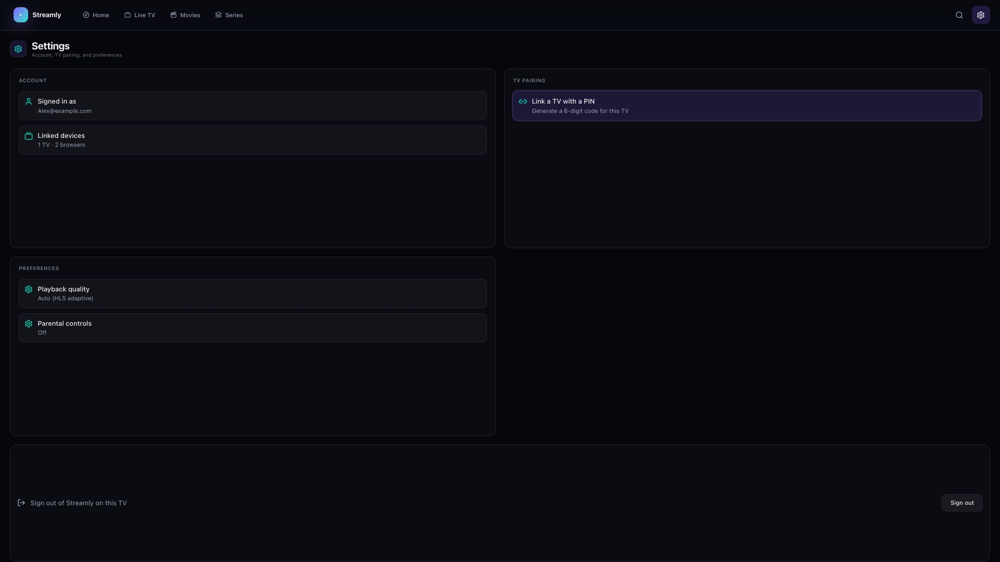 Streamly
Home
Live TV
Movies
Series
Settings
Account, TV pairing, and preferences
ACCOUNT
Signed in as
Alex@example.com
Linked devices
1 TV · 2 browsers
TV PAIRING
Link a TV with a PIN
Generate a 6-digit code for this TV
PREFERENCES
Playback quality
Auto (HLS adaptive)
Parental controls
Off
Sign out of Streamly on this TV
Sign out